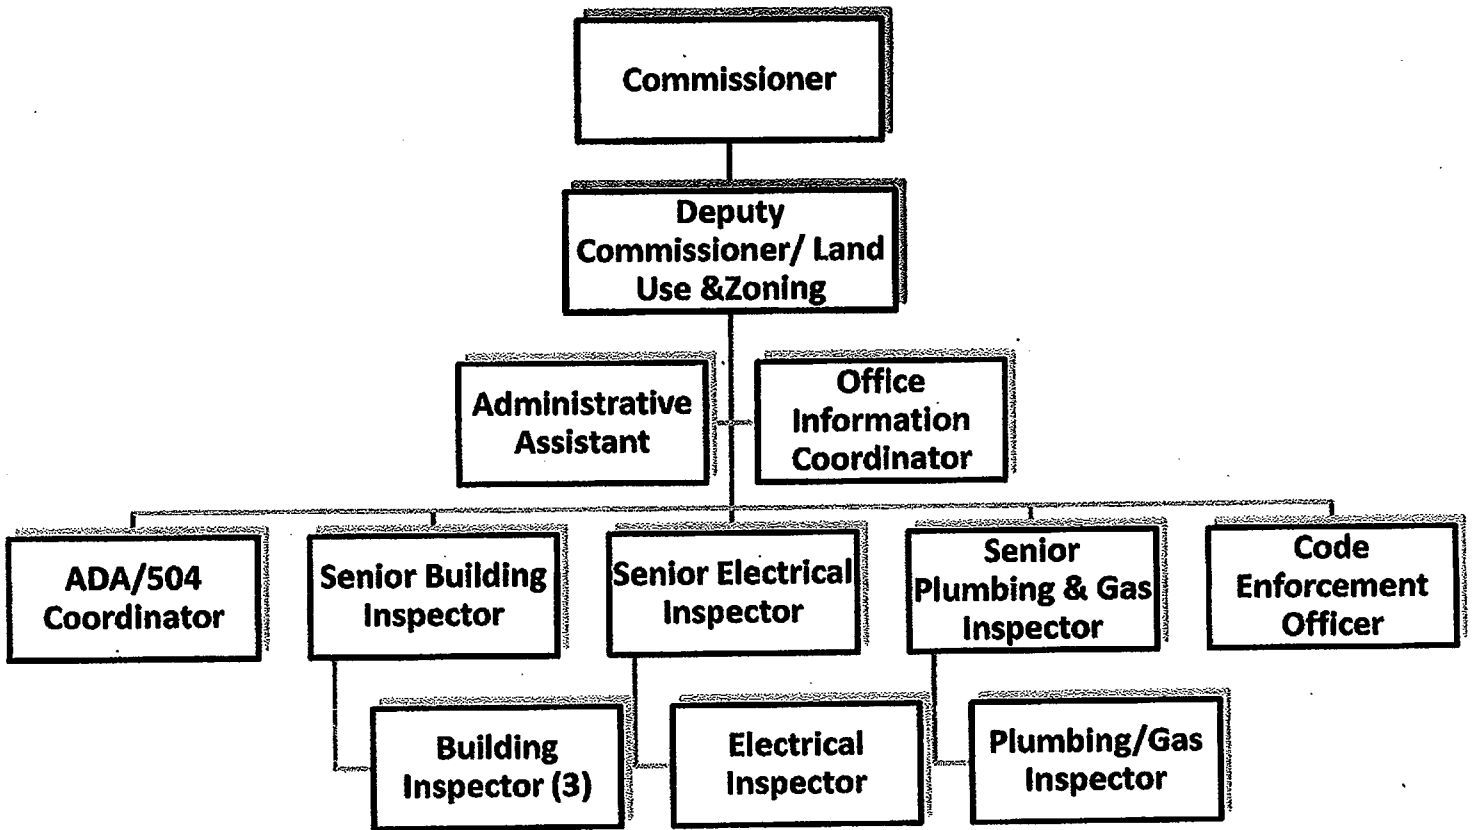 Commissioner
Deputy
Commissioner/ Land
Use &Zoning
Administrative
Assistant
Office
Information
Coordinator
ADA/504
Coordinator
Senior Building
Inspector
Senior Electrical
Inspector
Senior
Plumbing & Gas
Inspector
Code
Enforcement
Officer
Building
Inspector (3)
Electrical
Inspector
Plumbing/Gas
Inspector